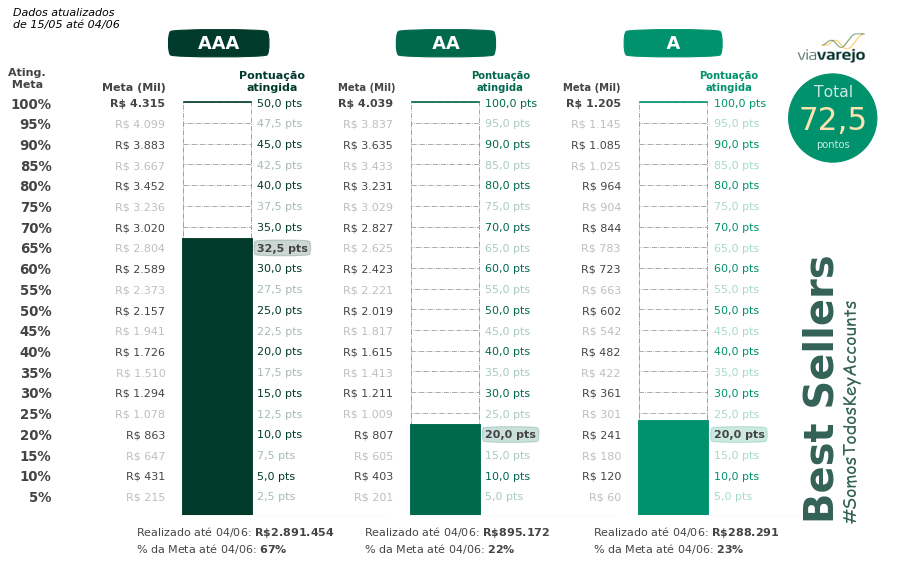 Dados atualizados
de 15/05 até 04/06
AAA AA A
viavarejo
Ating.
Meta
Meta (Mil) Pontuação
atingida Meta (Mil) Pontuação
atingida Meta (Mil) Pontuação
atingida
Total
72,5
pontos
100% R$ 4.315 50,0 pts R$ 4.039 100,0 pts R$ 1.205 100,0 pts
95% R$ 4.099 47,5 pts R$ 3.837 95,0 pts R$ 1.145 95,0 pts
90% R$ 3.883 45,0 pts R$ 3.635 90,0 pts R$ 1.085 90,0 pts
85% R$ 3.667 42,5 pts R$ 3.433 85,0 pts R$ 1.025 85,0 pts
80% R$ 3.452 40,0 pts R$ 3.231 80,0 pts R$ 964 80,0 pts
75% R$ 3.236 37,5 pts R$ 3.029 75,0 pts R$ 904 75,0 pts
70% R$ 3.020 35,0 pts R$ 2.827 70,0 pts R$ 844 70,0 pts
65% R$ 2.804 32,5 pts R$ 2.625 65,0 pts R$ 783 65,0 pts
60% R$ 2.589 30,0 pts R$ 2.423 60,0 pts R$ 723 60,0 pts
55% R$ 2.373 27,5 pts R$ 2.221 55,0 pts R$ 663 55,0 pts
50% R$ 2.157 25,0 pts R$ 2.019 50,0 pts R$ 602 50,0 pts
45% R$ 1.941 22,5 pts R$ 1.817 45,0 pts R$ 542 45,0 pts
40% R$ 1.726 20,0 pts R$ 1.615 40,0 pts R$ 482 40,0 pts
35% R$ 1.510 17,5 pts R$ 1.413 35,0 pts R$ 422 35,0 pts
30% R$ 1.294 15,0 pts R$ 1.211 30,0 pts R$ 361 30,0 pts
25% R$ 1.078 12,5 pts R$ 1.009 25,0 pts R$ 301 25,0 pts
20% R$ 863 10,0 pts R$ 807 20,0 pts R$ 241 20,0 pts
15% R$ 647 7,5 pts R$ 605 15,0 pts R$ 180 15,0 pts
10% R$ 431 5,0 pts R$ 403 10,0 pts R$ 120 10,0 pts
5% R$ 215 2,5 pts R$ 201 5,0 pts R$ 60 5,0 pts
Realizado até 04/06: R$2.891.454 Realizado até 04/06: R$895.172 Realizado até 04/06: R$288.291
% da Meta até 04/06: 67% % da Meta até 04/06: 22% % da Meta até 04/06: 23%
Best Sellers
#SomosTodosKeyAccounts